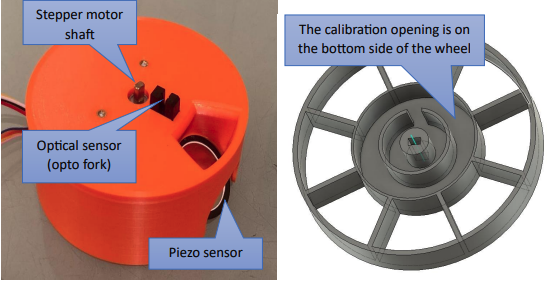 Stepper motor
shaft
Optical sensor
(opto fork)
Piezo sensor
The calibration opening is on
the bottom side of the wheel